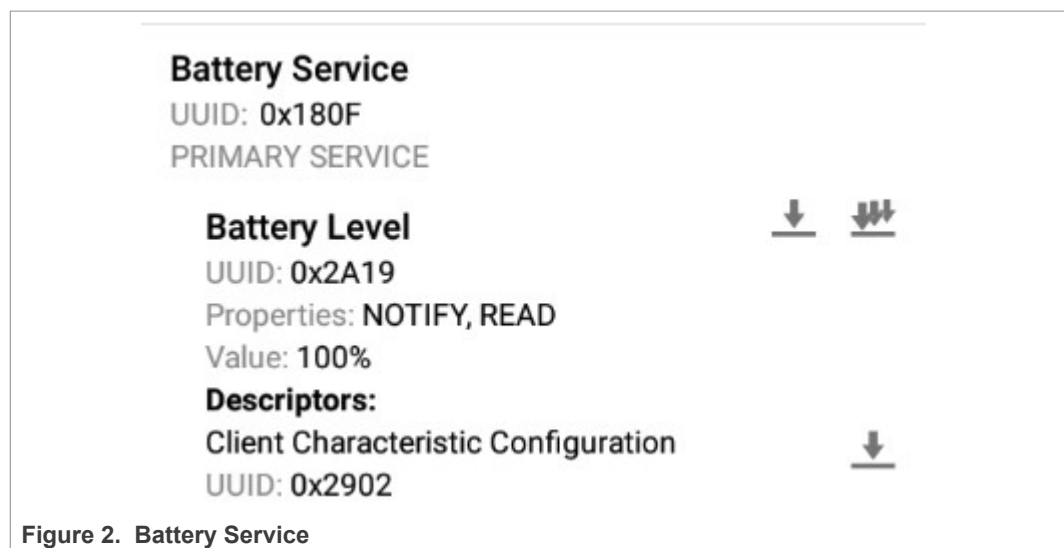 Battery Service
UUID: 0x180F
PRIMARY SERVICE
Battery Level
UUID: 0x2A19
Properties: NOTIFY, READ
Value: 100%
Descriptors:
Client Characteristic Configuration
UUID: 0x2902
Figure 2. Battery Service